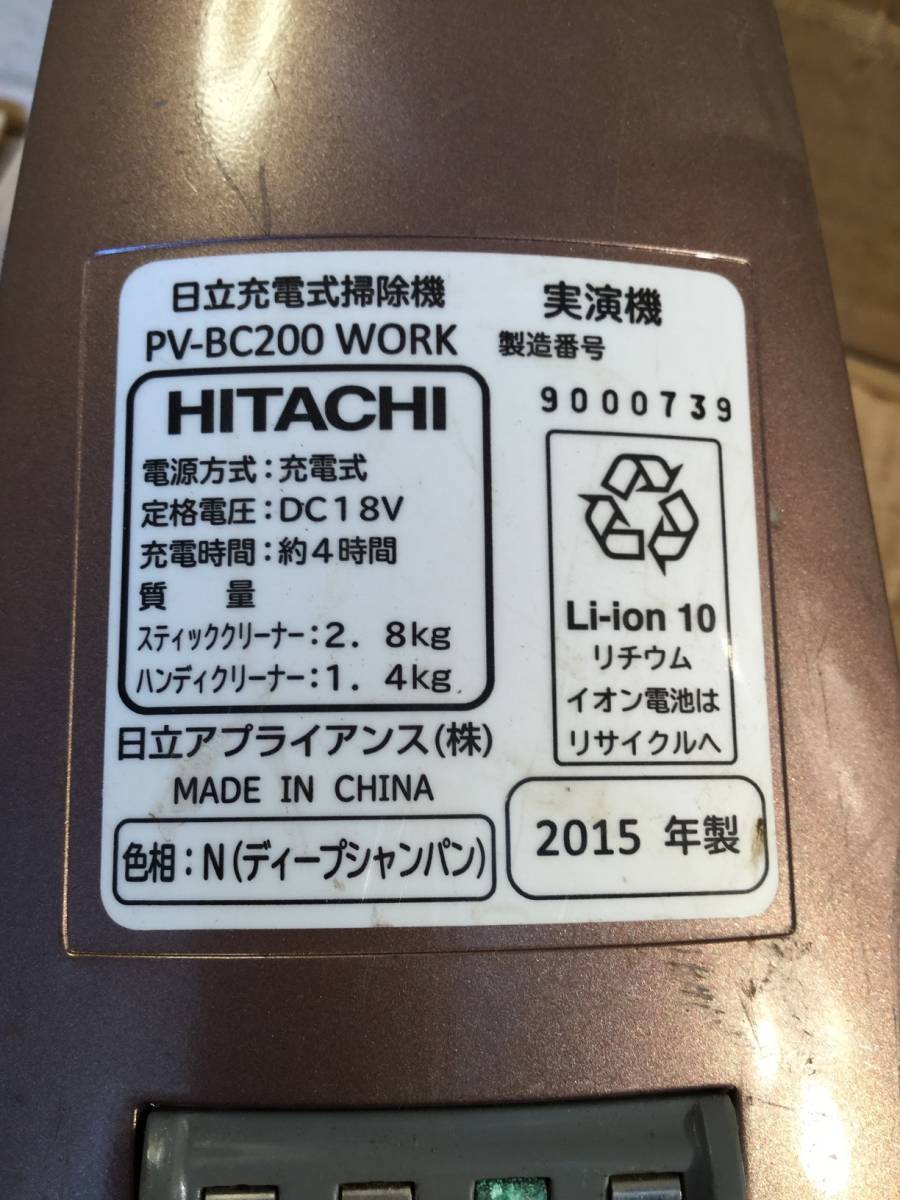 日立充電式掃除機
PV-BC200 WORK
実演機
製造番号
9000739
HITACHI
電源方式:充電式
定格電圧:DC18V
充電時間:約4時間
質 量
スティッククリーナー:2.8kg
ハンディクリーナー:1.4kg
Li-ion 10
リチウム
イオン電池は
リサイクルへ
日立アプライアンス(株)
MADE IN CHINA
色相:N(ディープシャンパン)
2015 年製